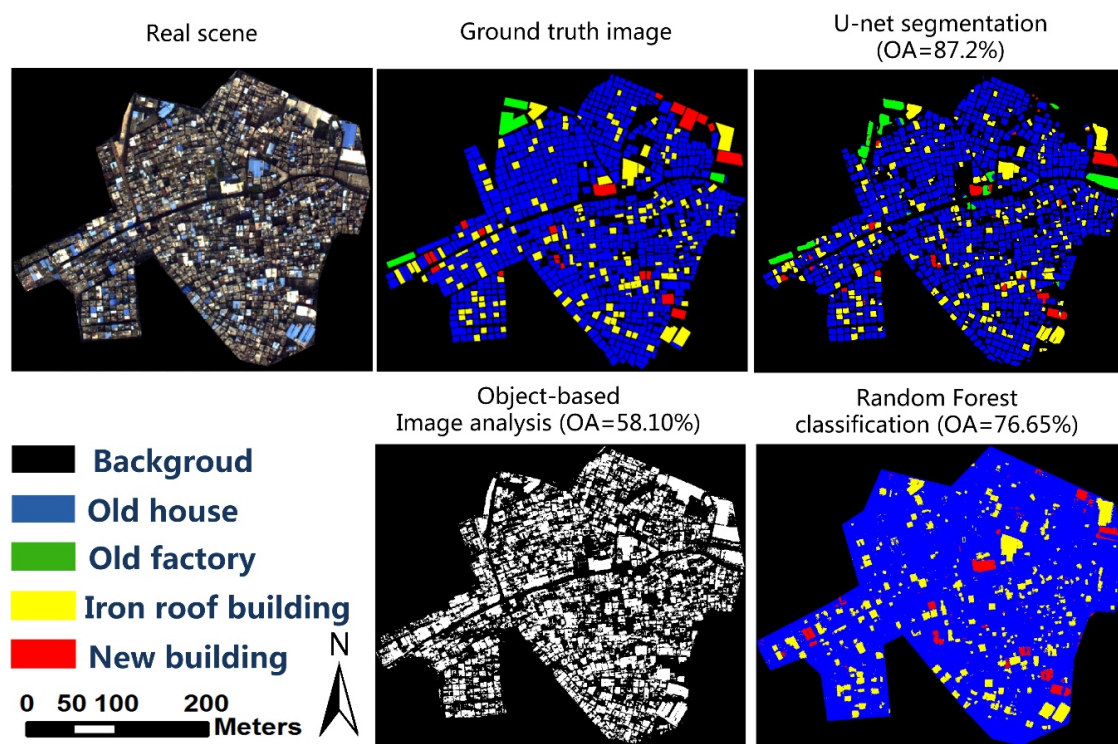 Real scene
Ground truth image
U-net segmentation
(OA=87.2%)
Object-based
Image analysis (OA=58.10%)
Random Forest
classification (OA=76.65%)
Backgroud
Old house
Old factory
Iron roof building
New building
N
0 50 100 200
Meters